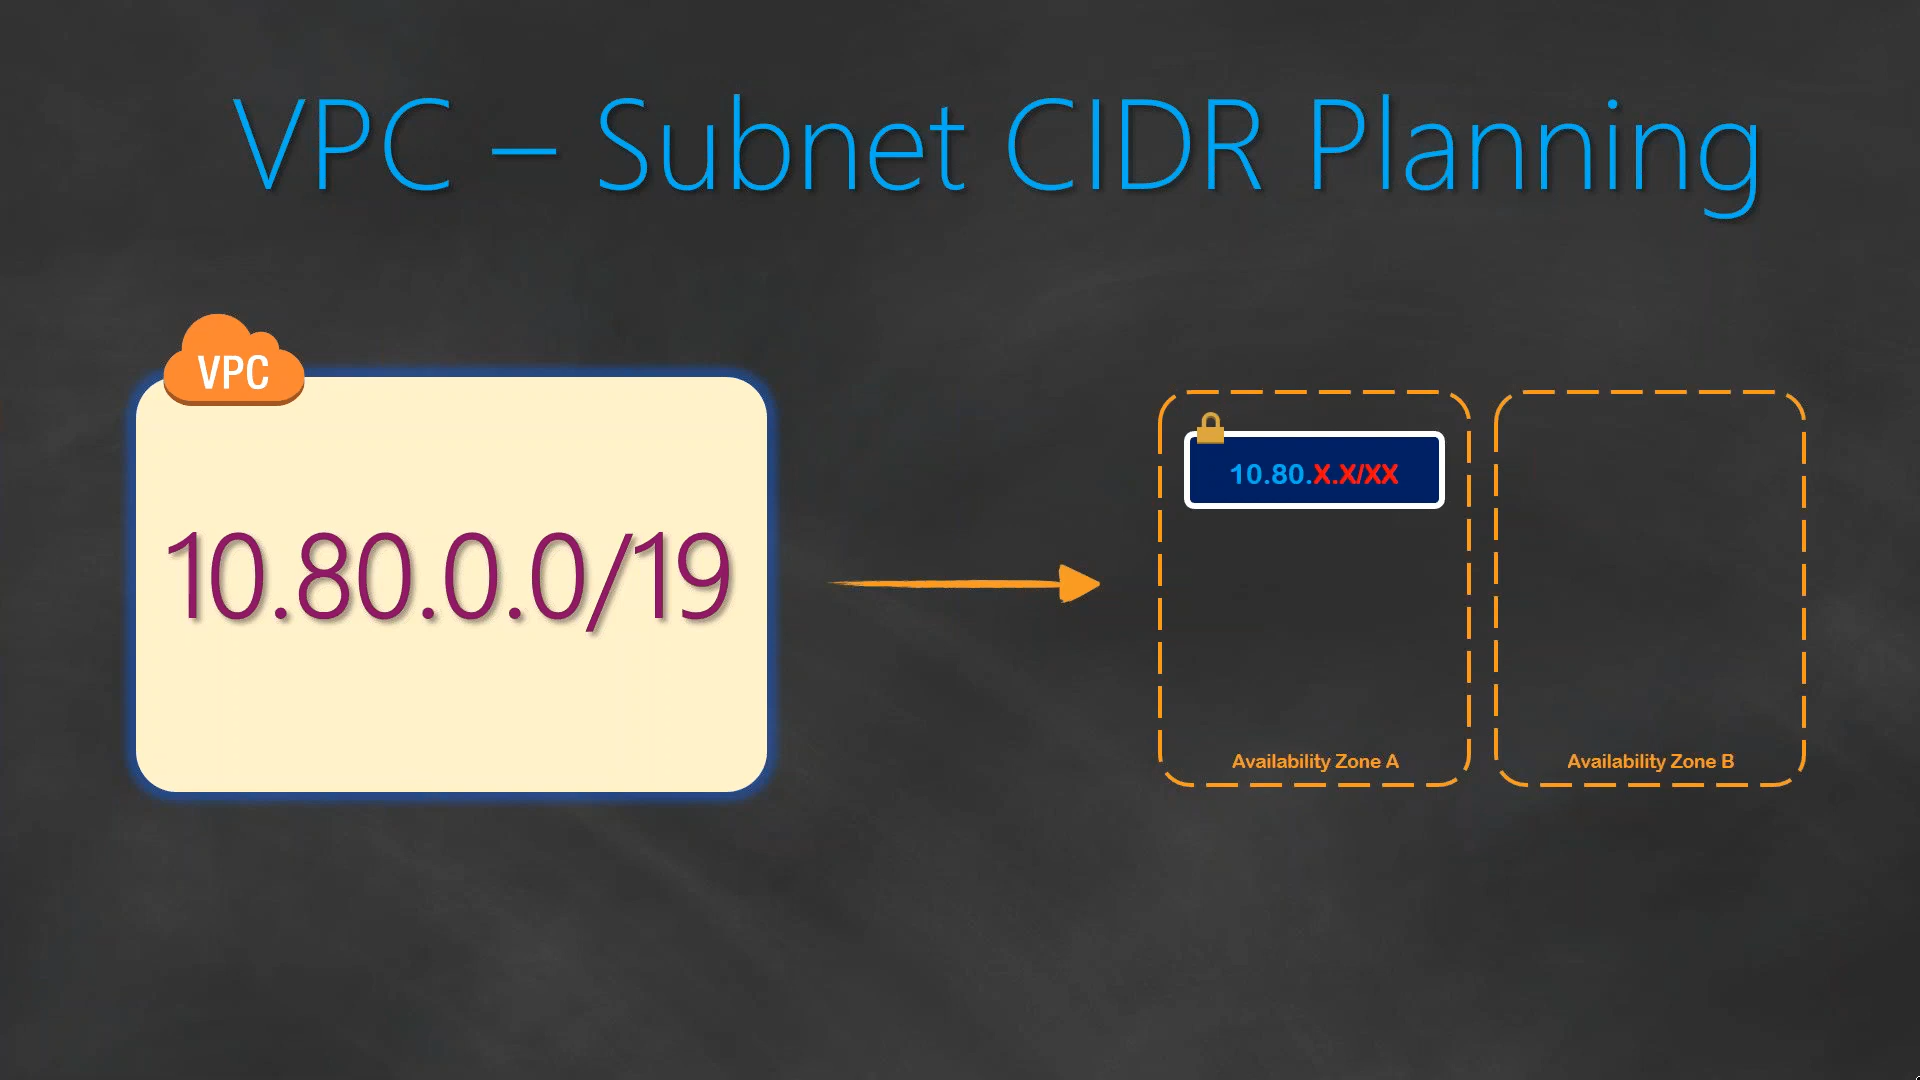 VPC – Subnet CIDR Planning
VPC
10.80.0.0/19
10.80.X.X/XX
Availability Zone A
Availability Zone B